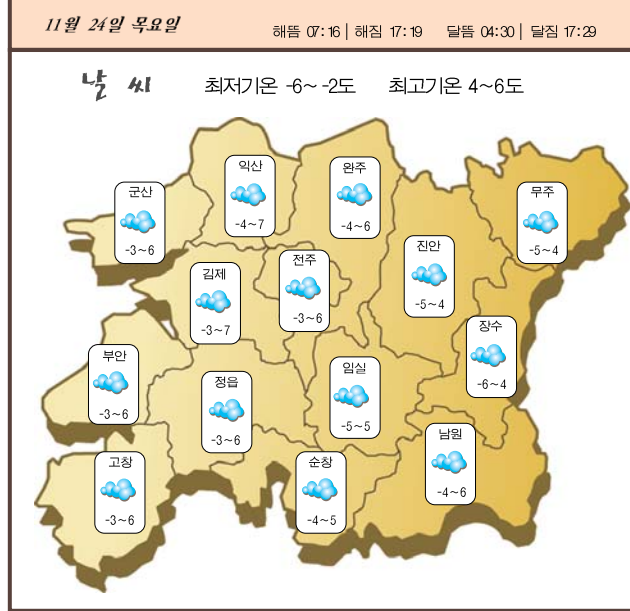 11월 24일 목요일
해뜸 07:16 | 해짐 17:19 달뜸 04:30 | 달짐 17:29
날 씨 최저기온 -6~ -2도 최고기온 4~6도
익산
-4~7
완주
-4~6
군산
-3~6
무주
-5~4
진안
-5~4
전주
-3~6
김제
-3~7
장수
-6~4
부안
-3~6
정읍
-3~6
임실
-5~5
남원
-4~6
고창
-3~6
순창
-4~5